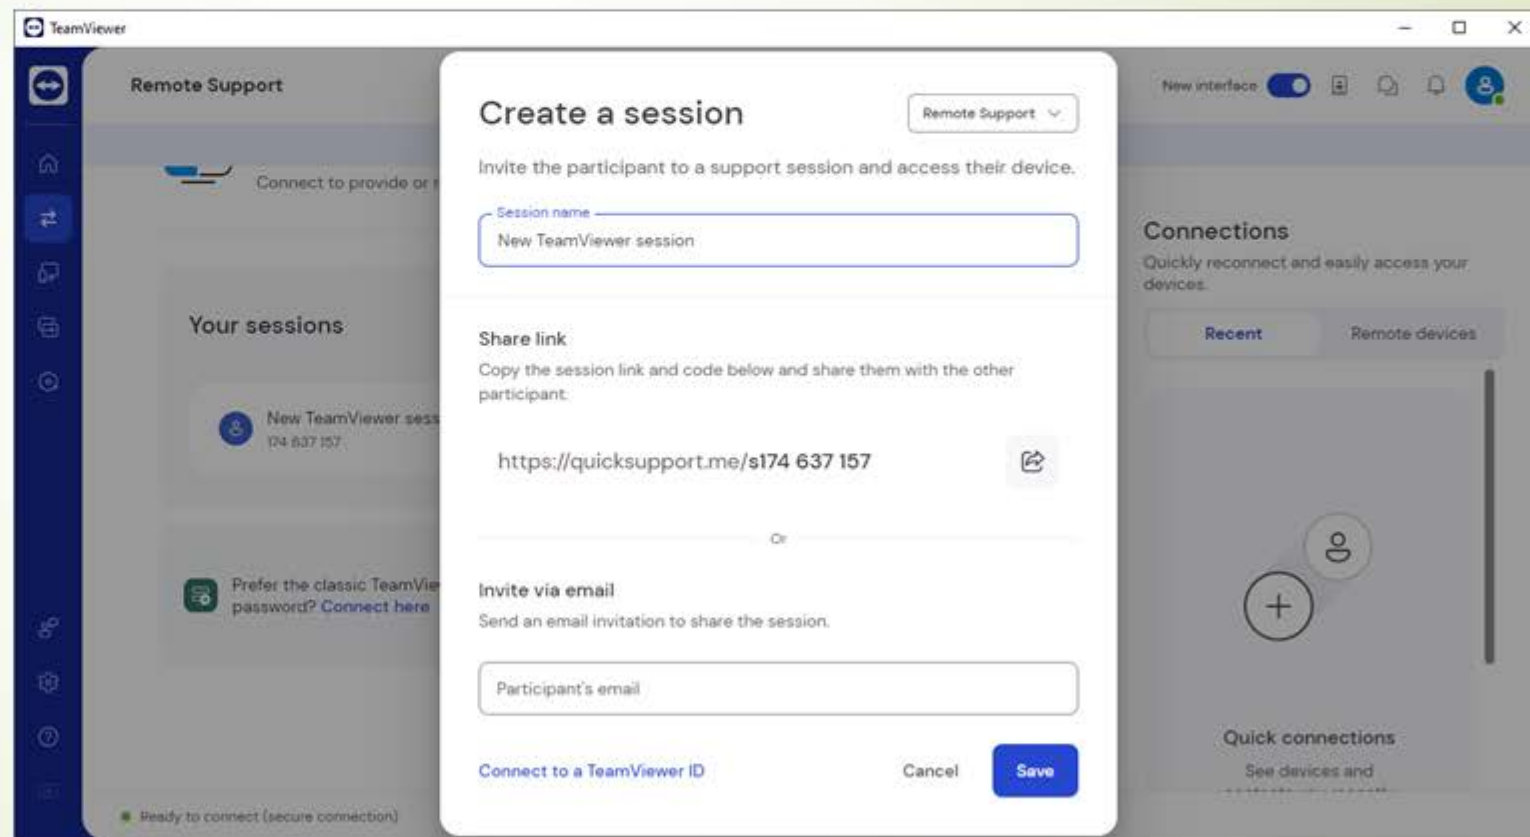 TeamViewer
Remote Support
New interface
Connect to provide or
Your sessions
New TeamViewer sess
174 637 157
Prefer the classic TeamVie
password? Connect here
Ready to connect (secure connection)
Create a session
Remote Support
Invite the participant to a support session and access their device.
Session name
New TeamViewer session
Share link
Copy the session link and code below and share them with the other
participant.
https://quicksupport.me/s174 637 157
Or
Invite via email
Send an email invitation to share the session.
Participant's email
Connect to a TeamViewer ID
Cancel
Save
Connections
Quickly reconnect and easily access your
devices.
Recent
Remote devices
Quick connections
See devices and